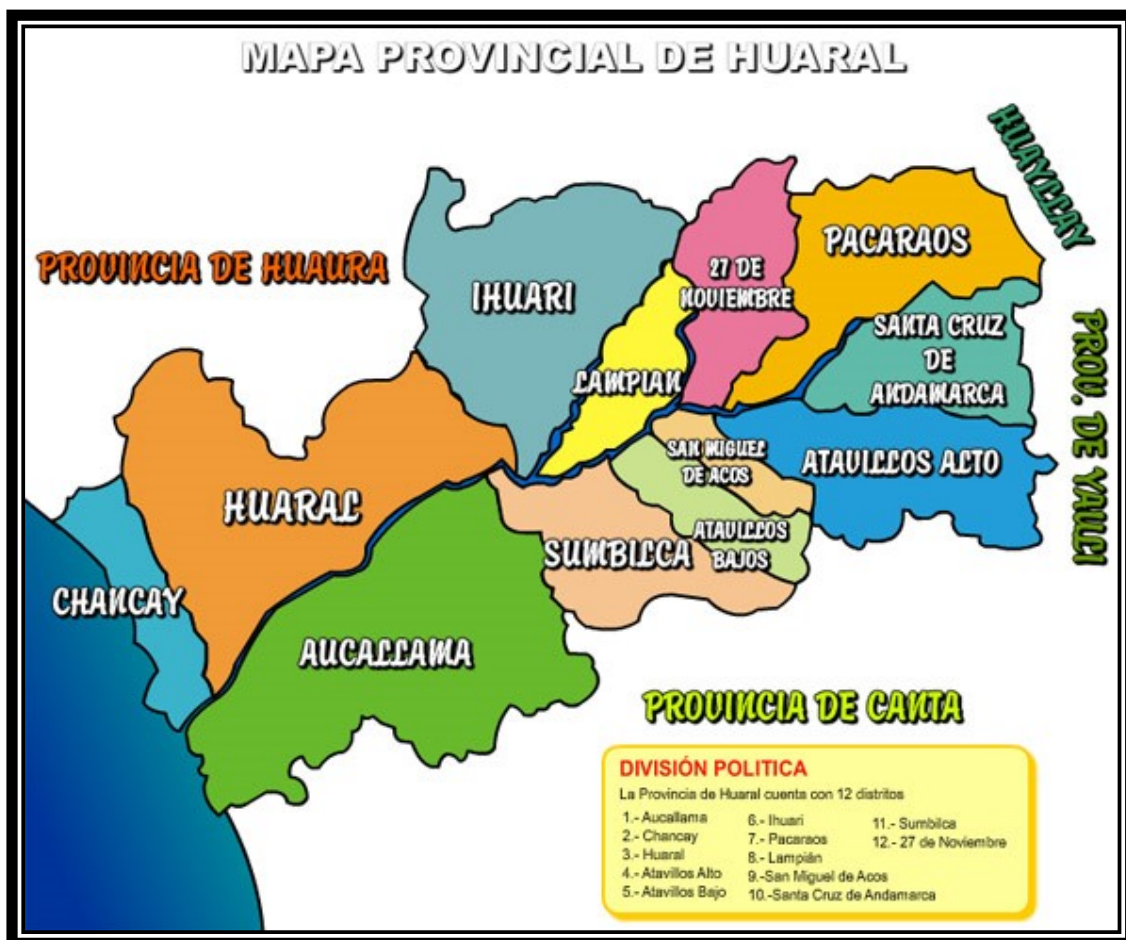 MAPA PROVINCIAL DE HUARAL
HUAYLLAY
PROVINCIA DE HUAURA
PACARAOS
27 DE
NOVIEMBRE
IHUARI
SANTA CRUZ
DE
ANDAMARCA
PROV. DE YAULI
LAMPIAN
SAN MIGUEL
DE ACOS
ATAVILLOS ALTO
HUARAL
ATAVILLOS
BAJOS
SUMBILCA
CHANCAY
AUCALLAMA
PROVINCIA DE CANTA
DIVISIÓN POLITICA
La Provincia de Huaral cuenta con 12 distritos
1.- Aucallama
2.- Chancay
3.- Huaral
4.- Atavillos Alto
5.- Atavillos Bajo
6.- Ihuari
7.- Pacaraos
8.- Lampián
9.-San Miguel de Acos
10.-Santa Cruz de Andamarca
11.- Sumbilca
12.- 27 de Noviembre